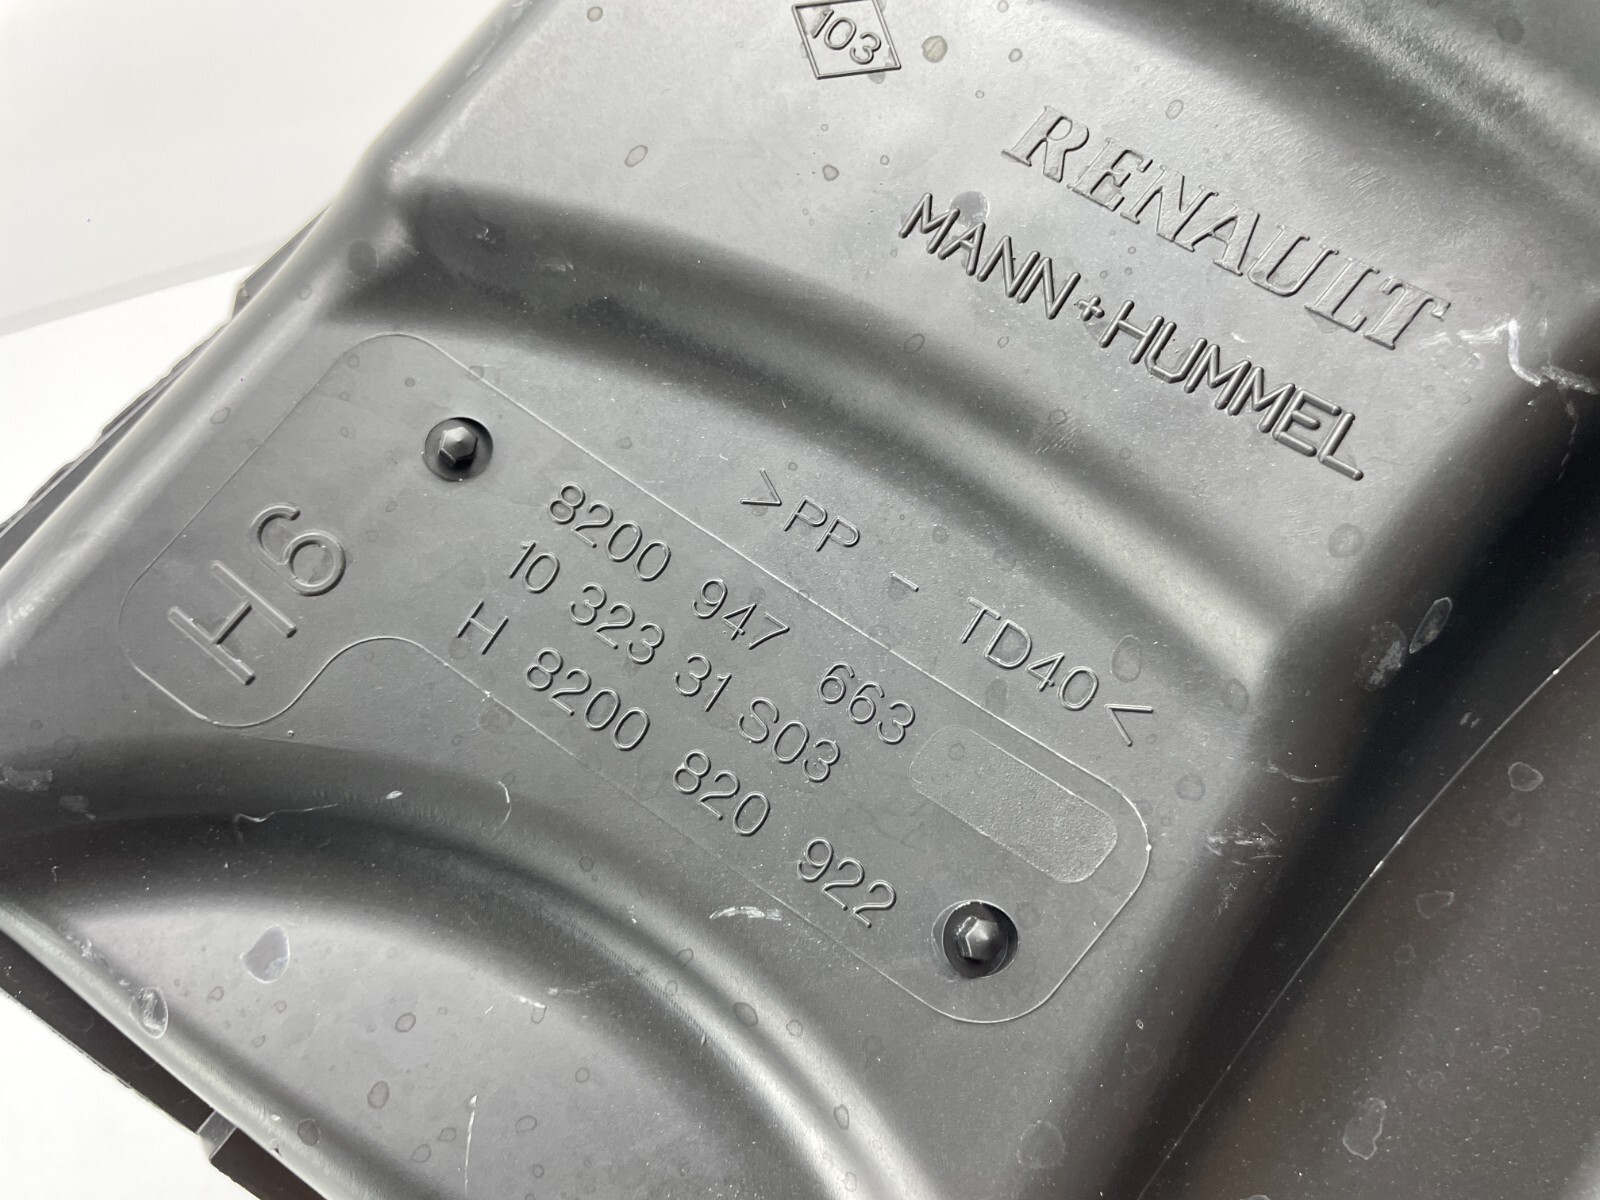 103
RENAULT
MANN+HUMMEL
>PP - TD40<
8200 947 663
10 323 31 S03
H 8200 820 922
H6